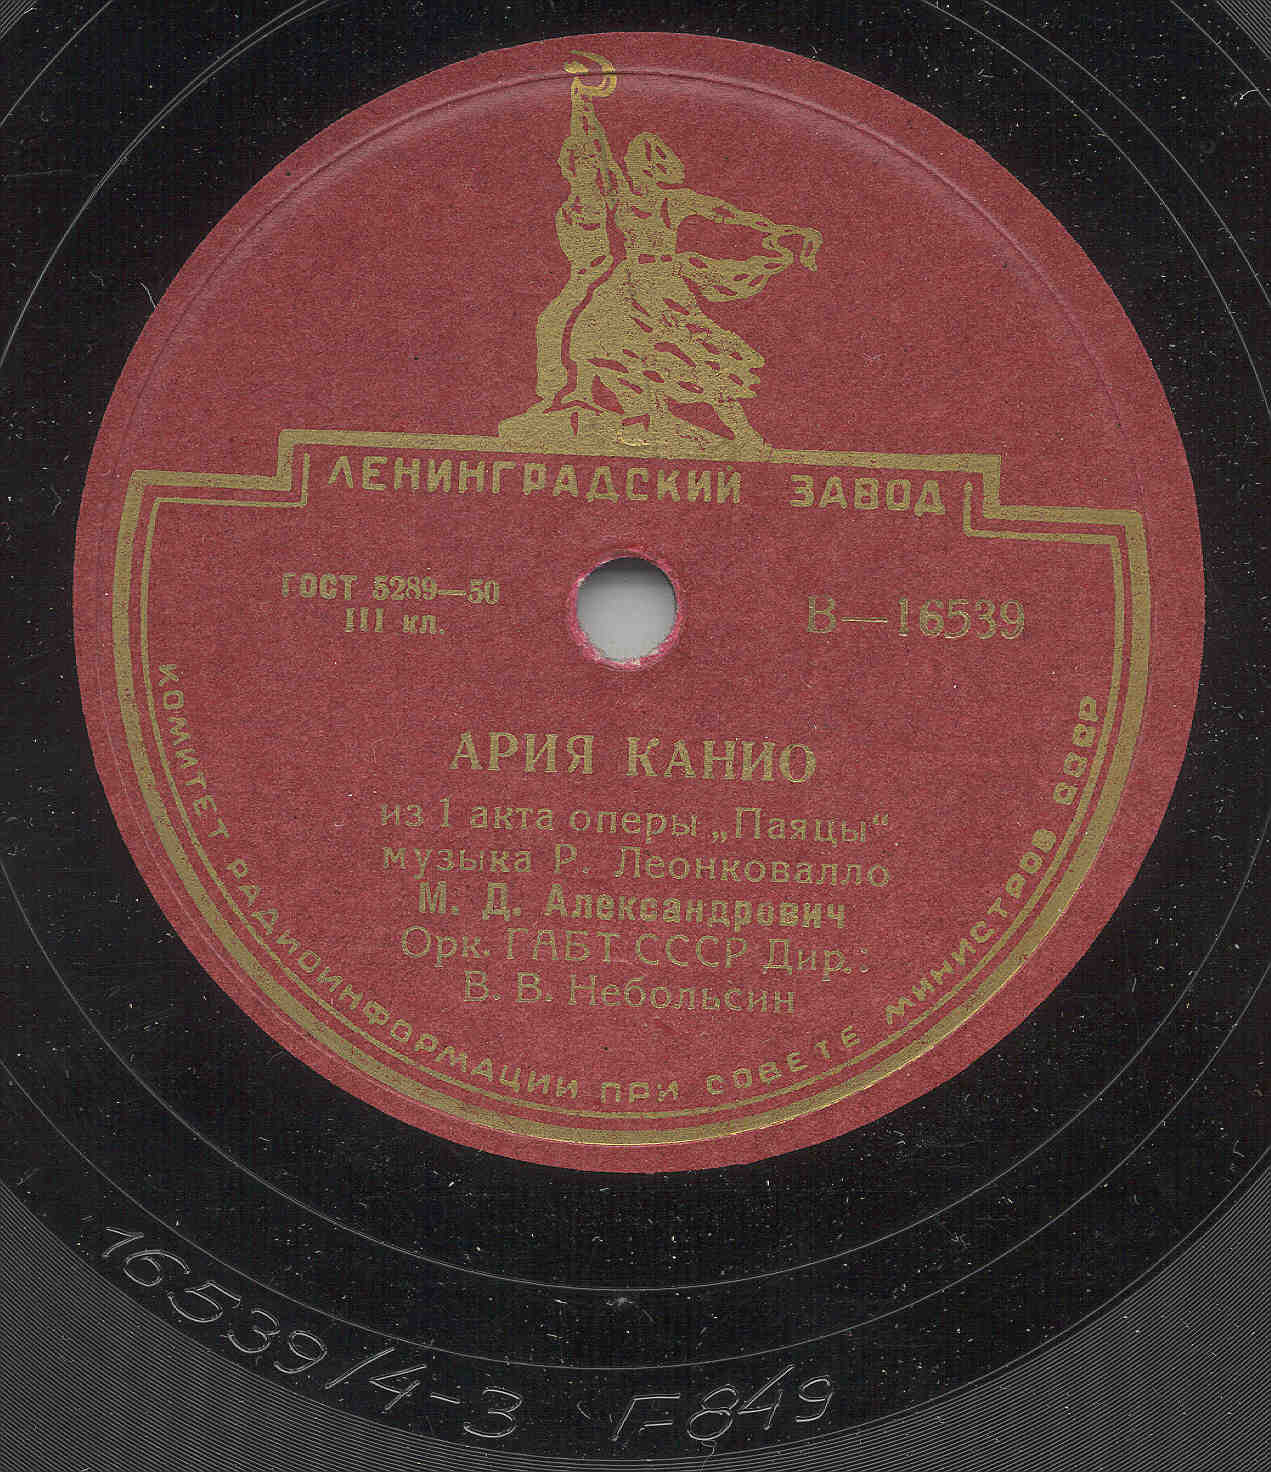 ЛЕНИНГРАДСКИЙ ЗАВОД
ГОСТ 5289—50
III кл.
В—16539
АРИЯ КАНИО
из 1 акта оперы „Паяцы“
музыка Р. Леонковалло
М. Д. Александрович
Орк. ГАБТ СССР Дир.:
В. В. Небольсин
КОМИТЕТ РАДИОИНФОРМАЦИИ ПРИ СОВЕТЕ МИНИСТРОВ СССР
16539/4-3 Г-849